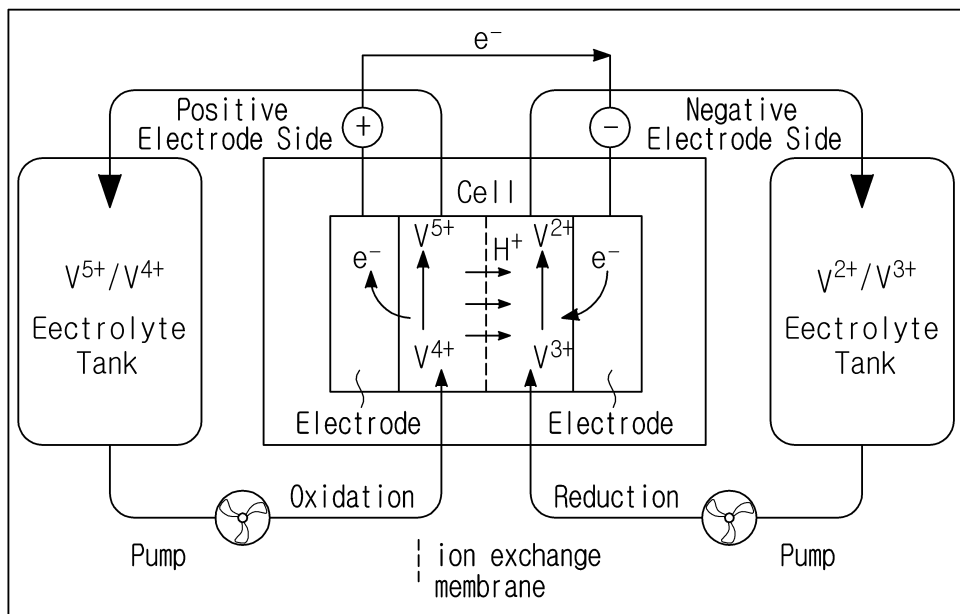 e⁻
Positive
Electrode Side
+
−
Negative
Electrode Side
Cell
V⁵⁺/V⁴⁺
Eectrolyte
Tank
e⁻
V⁵⁺
H⁺
V²⁺
e⁻
V⁴⁺
V³⁺
V²⁺/V³⁺
Eectrolyte
Tank
Electrode
Electrode
Oxidation
Reduction
Pump
Pump
ion exchange
membrane